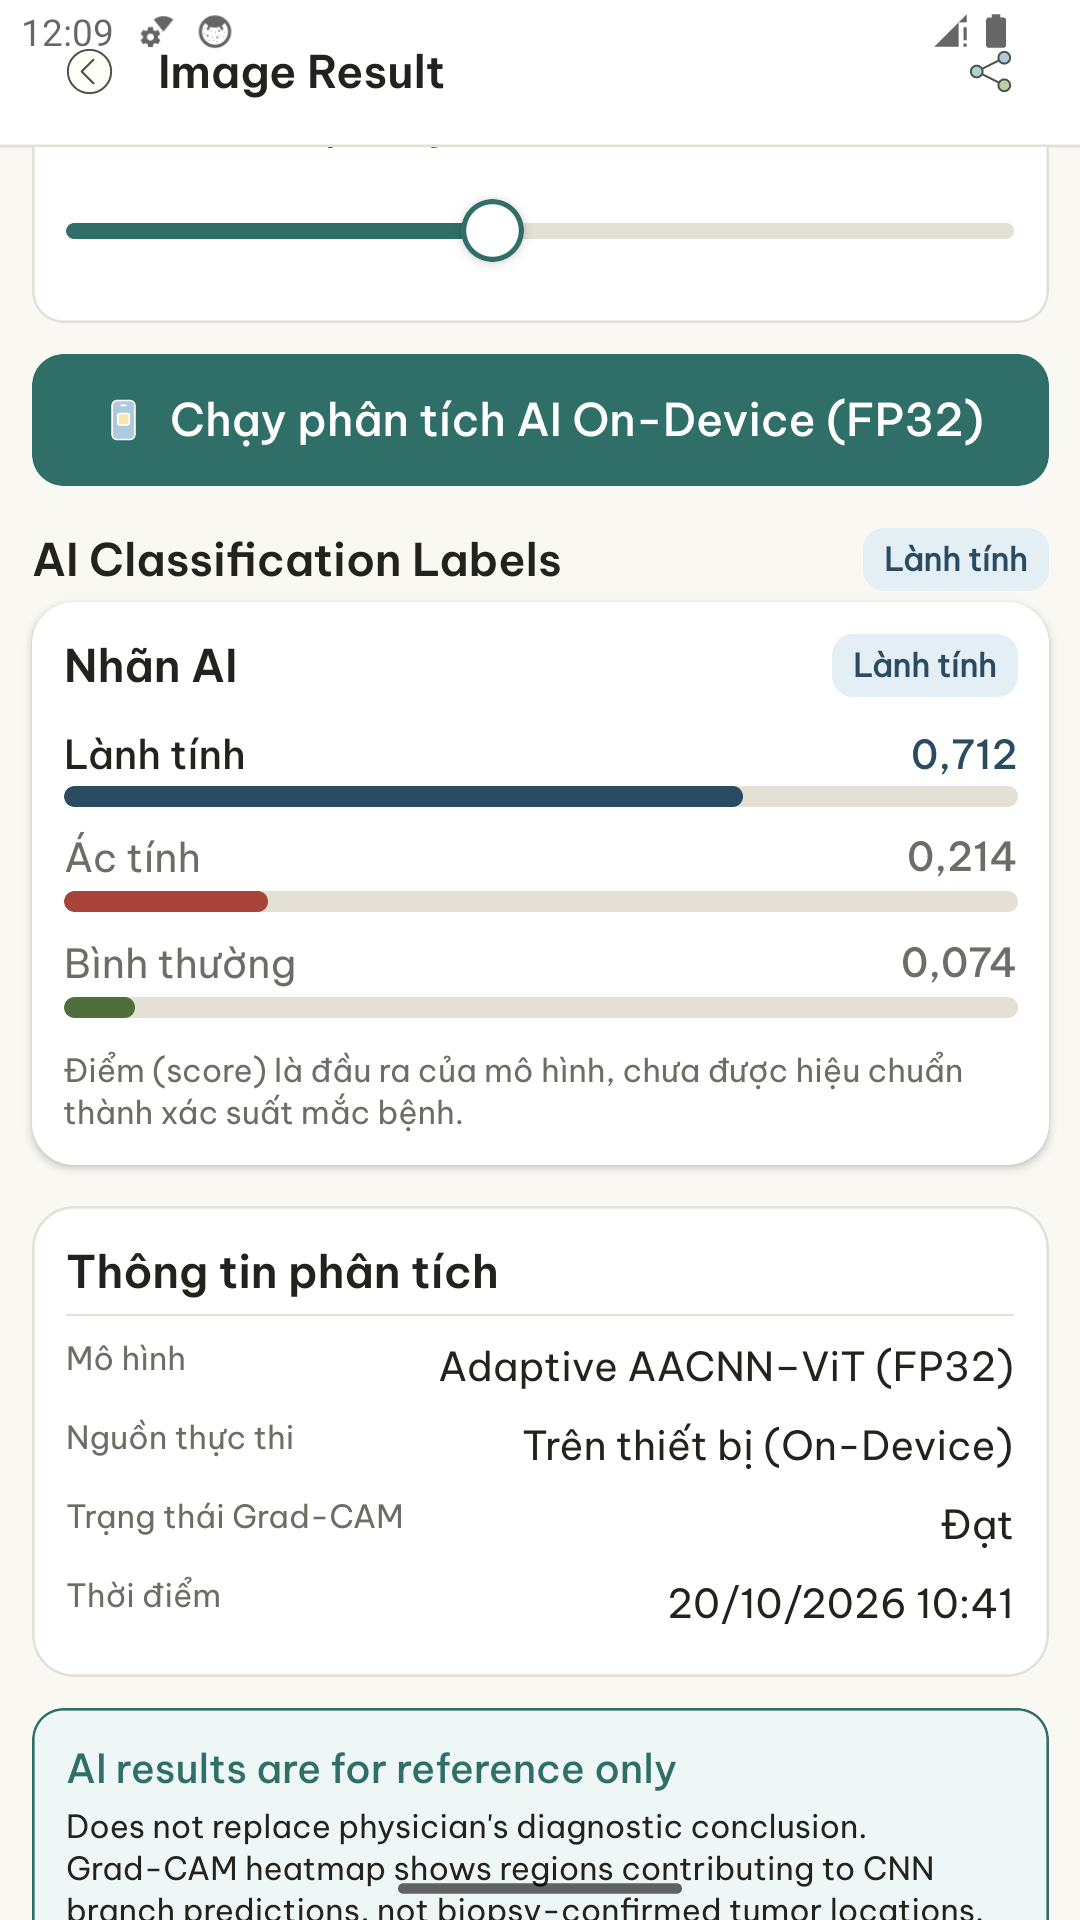 12:09
Image Result
Chạy phân tích AI On-Device (FP32)
AI Classification Labels
Lành tính
Nhãn AI
Lành tính
Lành tính
0,712
Ác tính
0,214
Bình thường
0,074
Điểm (score) là đầu ra của mô hình, chưa được hiệu chuẩn
thành xác suất mắc bệnh.
Thông tin phân tích
Mô hình
Adaptive AACNN–ViT (FP32)
Nguồn thực thi
Trên thiết bị (On-Device)
Trạng thái Grad-CAM
Đạt
Thời điểm
20/10/2026 10:41
AI results are for reference only
Does not replace physician's diagnostic conclusion.
Grad-CAM heatmap shows regions contributing to CNN
branch predictions, not biopsy-confirmed tumor locations.